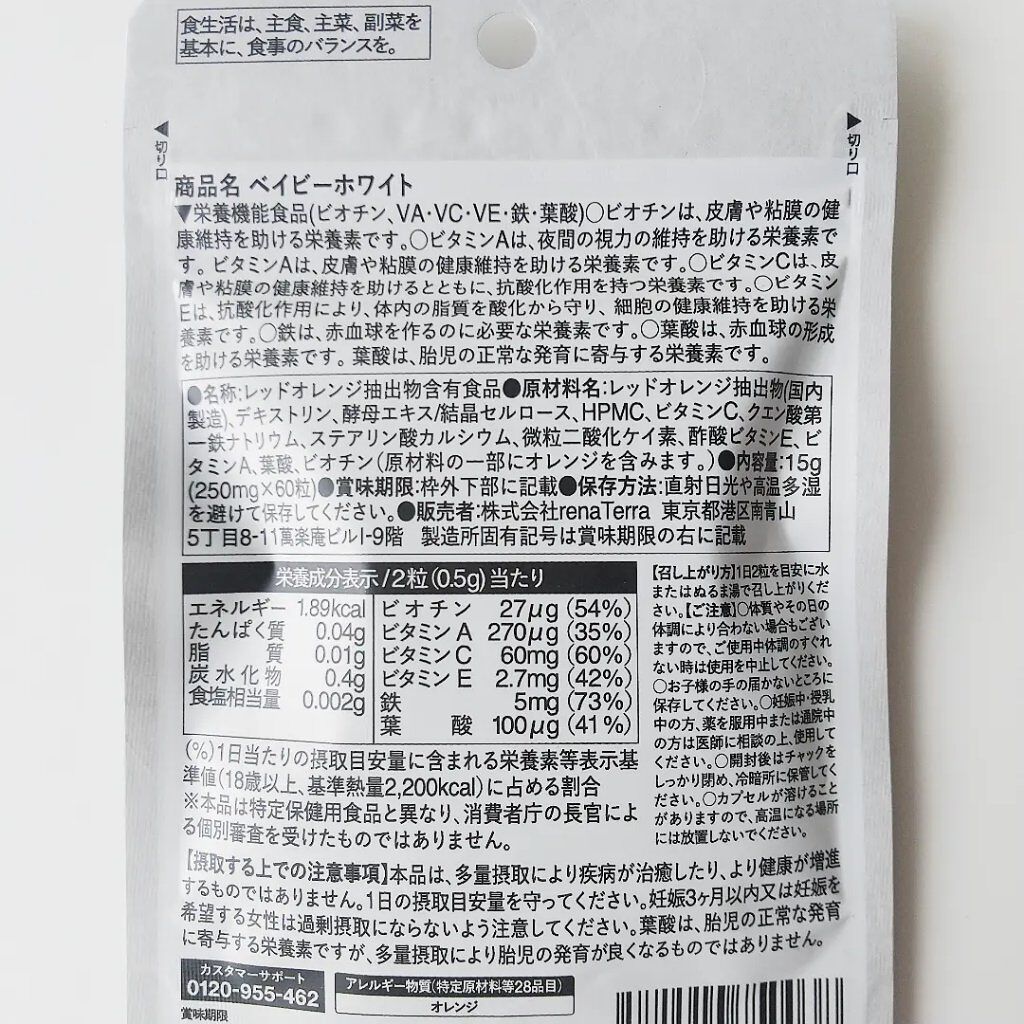 食生活は、主食、主菜、副菜を
基本に、食事のバランスを。
切り口
切り口
商品名 ベイビーホワイト
▼栄養機能食品(ビオチン、VA・VC・VE・鉄・葉酸)○ビオチンは、皮膚や粘膜の健
康維持を助ける栄養素です。○ビタミンAは、夜間の視力の維持を助ける栄養素で
す。ビタミンAは、皮膚や粘膜の健康維持を助ける栄養素です。○ビタミンCは、皮
膚や粘膜の健康維持を助けるとともに、抗酸化作用を持つ栄養素です。○ビタミン
Eは、抗酸化作用により、体内の脂質を酸化から守り、細胞の健康維持を助ける栄
養素です。○鉄は、赤血球を作るのに必要な栄養素です。○葉酸は、赤血球の形成
を助ける栄養素です。葉酸は、胎児の正常な発育に寄与する栄養素です。
●名称:レッドオレンジ抽出物含有食品●原材料名:レッドオレンジ抽出物(国内
製造)、デキストリン、酵母エキス/結晶セルロース、HPMC、ビタミンC、クエン酸第
一鉄ナトリウム、ステアリン酸カルシウム、微粒二酸化ケイ素、酢酸ビタミンE、ビ
タミンA、葉酸、ビオチン(原材料の一部にオレンジを含みます。)●内容量:15g
(250mg×60粒)●賞味期限:枠外下部に記載●保存方法:直射日光や高温多湿
を避けて保存してください。●販売者:株式会社renaTerra 東京都港区南青山
5丁目8-11萬楽庵ビルI-9階 製造所固有記号は賞味期限の右に記載
栄養成分表示/2粒(0.5g)当たり
エネルギー 1.89kcal
たんぱく質 0.04g
脂質 0.01g
炭水化物 0.4g
食塩相当量 0.002g
ビオチン 27μg (54%)
ビタミンA 270μg (35%)
ビタミンC 60mg (60%)
ビタミンE 2.7mg (42%)
鉄 5mg (73%)
葉酸 100μg (41%)
【召し上がり方】1日2粒を目安に水
またはぬるま湯で召し上がりくだ
さい。【ご注意】○体質やその日の
体調により合わない場合もござい
ますので、ご使用中体調のすぐれ
ない時は使用を中止してください。
○お子様の手の届かないところに
保存してください。○妊娠中・授乳
中の方、薬を服用中または通院中
の方は医師に相談の上、使用して
ください。○開封後はチャックを
しっかり閉め、冷暗所に保管してく
ださい。○カプセルが溶けること
がありますので、高温になる場所
には放置しないでください。
(%)1日当たりの摂取目安量に含まれる栄養素等表示基
準値(18歳以上、基準熱量2,200kcal)に占める割合
※本品は特定保健用食品と異なり、消費者庁の長官によ
る個別審査を受けたものではありません。
【摂取する上での注意事項】本品は、多量摂取により疾病が治癒したり、より健康が増進
するものではありません。1日の摂取目安量を守ってください。妊娠3ヶ月以内又は妊娠を
希望する女性は過剰摂取にならないよう注意してください。葉酸は、胎児の正常な発育
に寄与する栄養素ですが、多量摂取により胎児の発育が良くなるものではありません。
カスタマーサポート
0120-955-462
アレルギー物質(特定原材料等28品目)
オレンジ
賞味期限